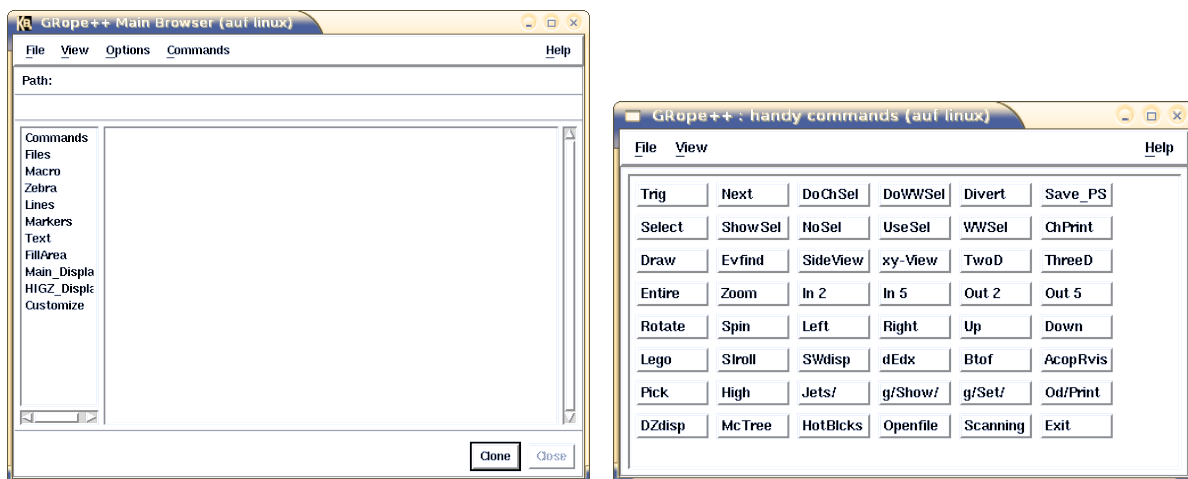 GRope++ Main Browser (auf linux)
File View Options Commands Help
Path:
Commands
Files
Macro
Zebra
Lines
Markers
Text
FillArea
Main_Displa
HIGZ_Displa
Customize
Clone Close
GRope++ : handy commands (auf linux)
File View Help
Trig Next DoChSel DoWWSel Divert Save_PS
Select ShowSel NoSel UseSel WWSel ChPrint
Draw Evfind SideView xy-View TwoD ThreeD
Entire Zoom In 2 In 5 Out 2 Out 5
Rotate Spin Left Right Up Down
Lego SIroll SWdisp dEdx Btof AcopRvis
Pick High Jets/ g/Show/ g/Set/ Od/Print
DZdisp McTree HotBlcks Openfile Scanning Exit